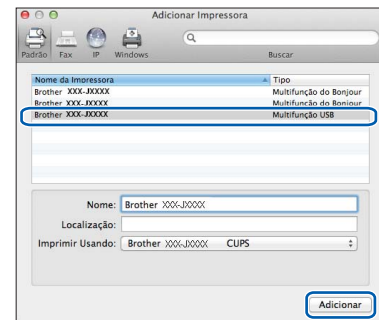 Adicionar Impressora
Padrão Fax IP Windows Buscar
Nome da Impressora Tipo
Brother XXX-JXXXX Multifunção do Bonjour
Brother XXX-JXXXX Multifunção do Bonjour
Brother XXX-JXXXX Multifunção USB
Nome: Brother XXX-JXXXX
Localização:
Imprimir Usando: Brother XXX-JXXXX CUPS
Adicionar